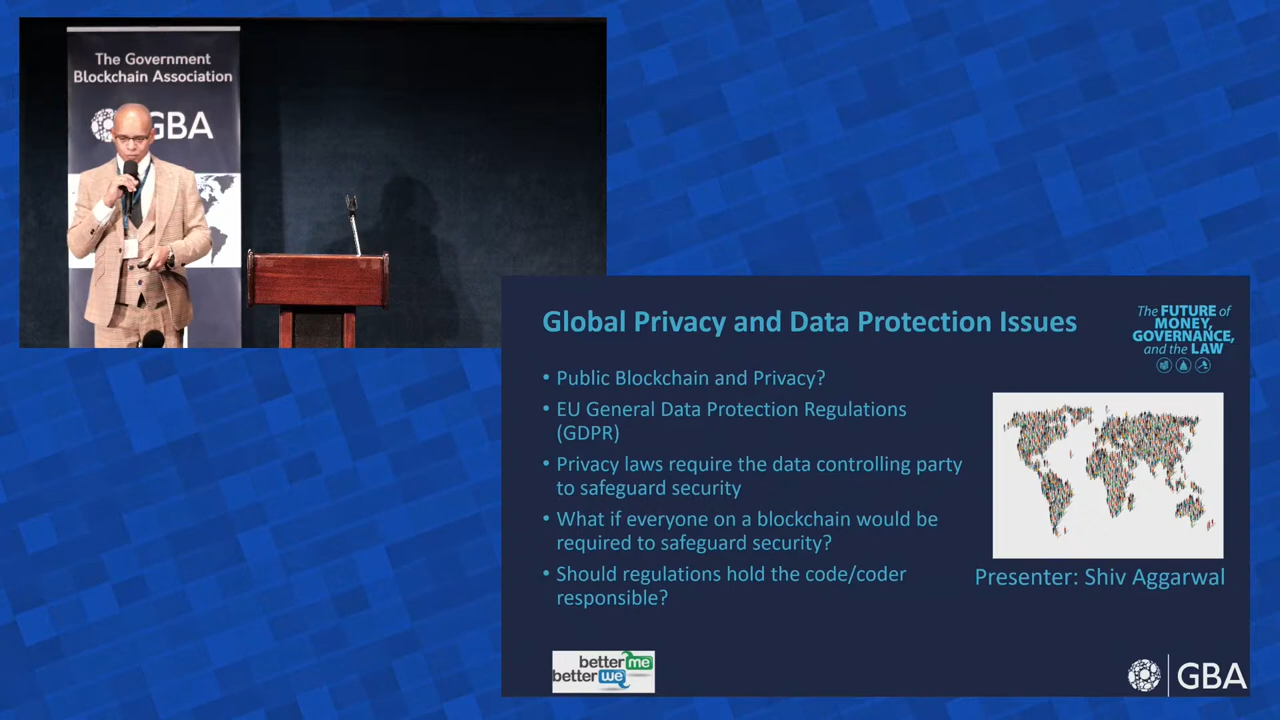 The Government
Blockchain Association
GBA
Global Privacy and Data Protection Issues
The FUTURE of
MONEY,
GOVERNANCE,
and the LAW
• Public Blockchain and Privacy?
• EU General Data Protection Regulations
(GDPR)
• Privacy laws require the data controlling party
to safeguard security
• What if everyone on a blockchain would be
required to safeguard security?
• Should regulations hold the code/coder
responsible?
Presenter: Shiv Aggarwal
better me
better we
GBA